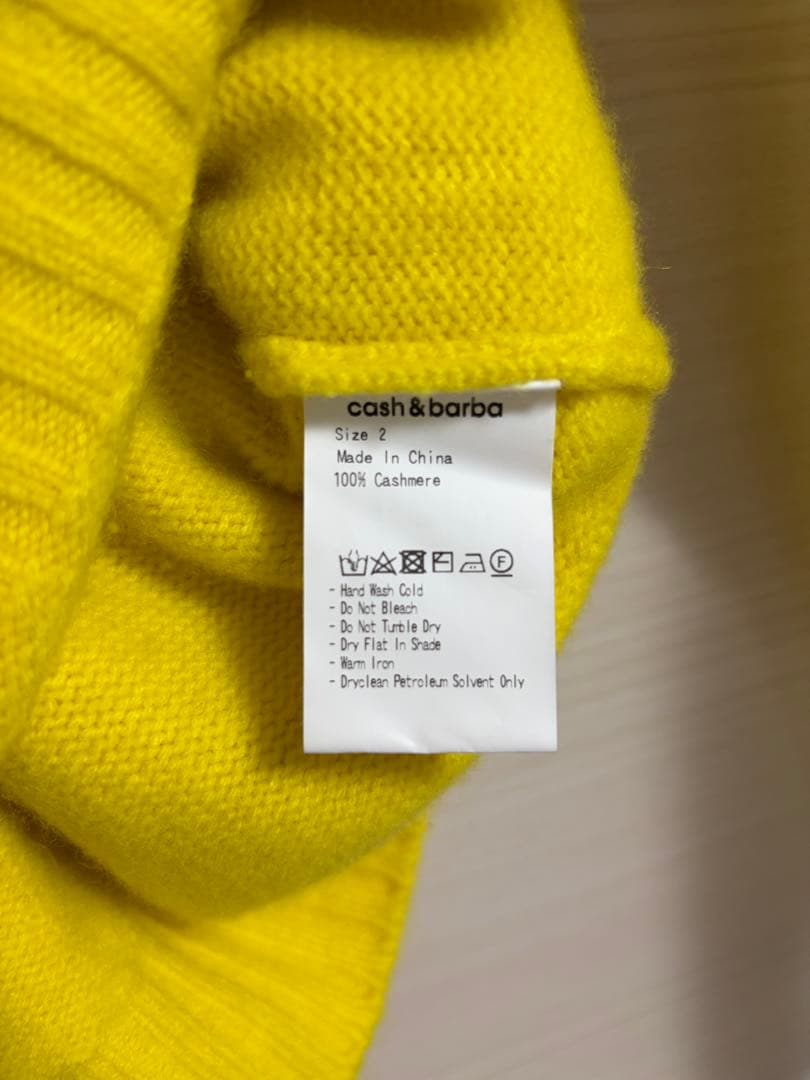 cash&barba
Size 2
Made In China
100% Cashmere
F
- Hand Wash Cold
- Do Not Bleach
- Do Not Tumble Dry
- Dry Flat In Shade
- Warm Iron
- Dryclean Petroleum Solvent Only